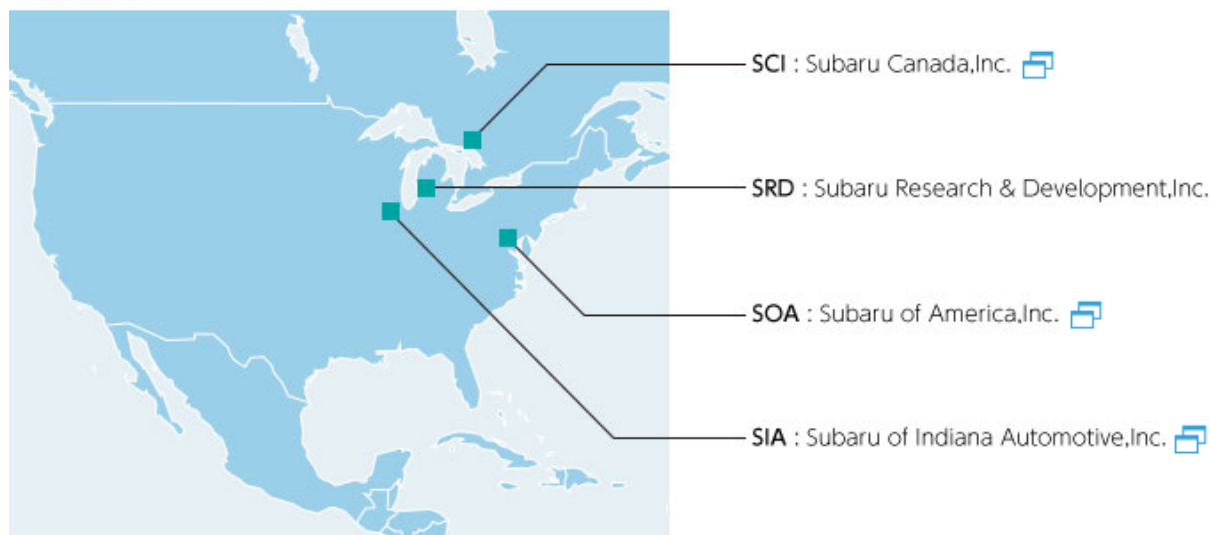 SCI : Subaru Canada,Inc.
SRD : Subaru Research & Development,Inc.
SOA : Subaru of America,Inc.
SIA : Subaru of Indiana Automotive,Inc.